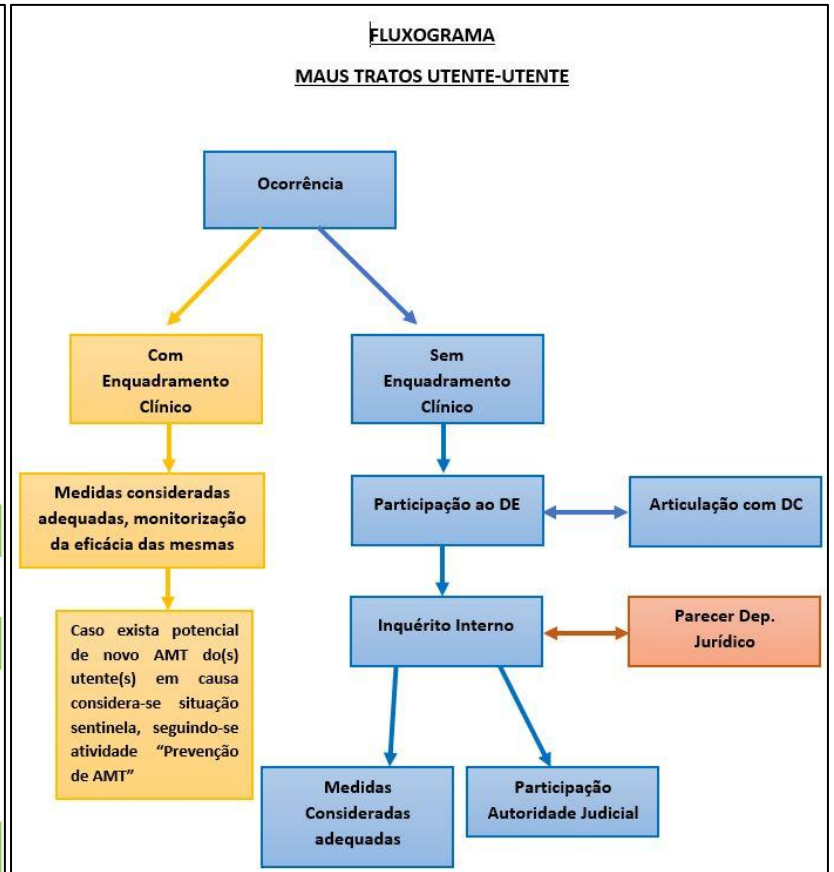 FLUXOGRAMA
MAUS TRATOS UTENTE-UTENTE
Ocorrência
Com
Enquadramento
Clínico
Sem
Enquadramento
Clínico
Medidas consideradas
adequadas, monitorização
da eficácia das mesmas
Participação ao DE
Articulação com DC
Caso exista potencial
de novo AMT do(s)
utente(s) em causa
considera-se situação
sentinela, seguindo-se
atividade “Prevenção
de AMT”
Inquérito Interno
Parecer Dep.
Jurídico
Medidas
Consideradas
adequadas
Participação
Autoridade Judicial